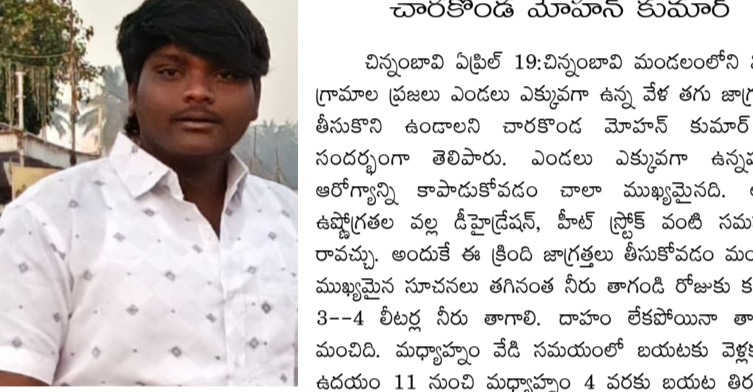 చారకొండ మోహన్ కుమార్
చిన్నంబావి ఏప్రిల్ 19:చిన్నంబావి మండలంలోని
గ్రామాల ప్రజలు ఎండలు ఎక్కువగా ఉన్న వేళ తగు
తీసుకొని ఉండాలని చారకొండ మోహన్ కుమార్
సందర్భంగా తెలిపారు. ఎండలు ఎక్కువగా
ఆరోగ్యాన్ని కాపాడుకోవడం చాలా ముఖ్యమైనది.
ఉష్ణోగ్రతల వల్ల డీహైడ్రేషన్, హీట్ స్ట్రోక్ వంటి
రావచ్చు. అందుకే ఈ క్రింది జాగ్రత్తలు తీసుకోవడం
ముఖ్యమైన సూచనలు తగినంత నీరు తాగండి రోజుకు
3--4 లీటర్ల నీరు తాగాలి. దాహం లేకపోయినా
మంచిది. మధ్యాహ్నం వేడి సమయంలో బయటకు
ఉదయం 11 నుంచి మధ్యాహ్నం 4 వరకు బయట